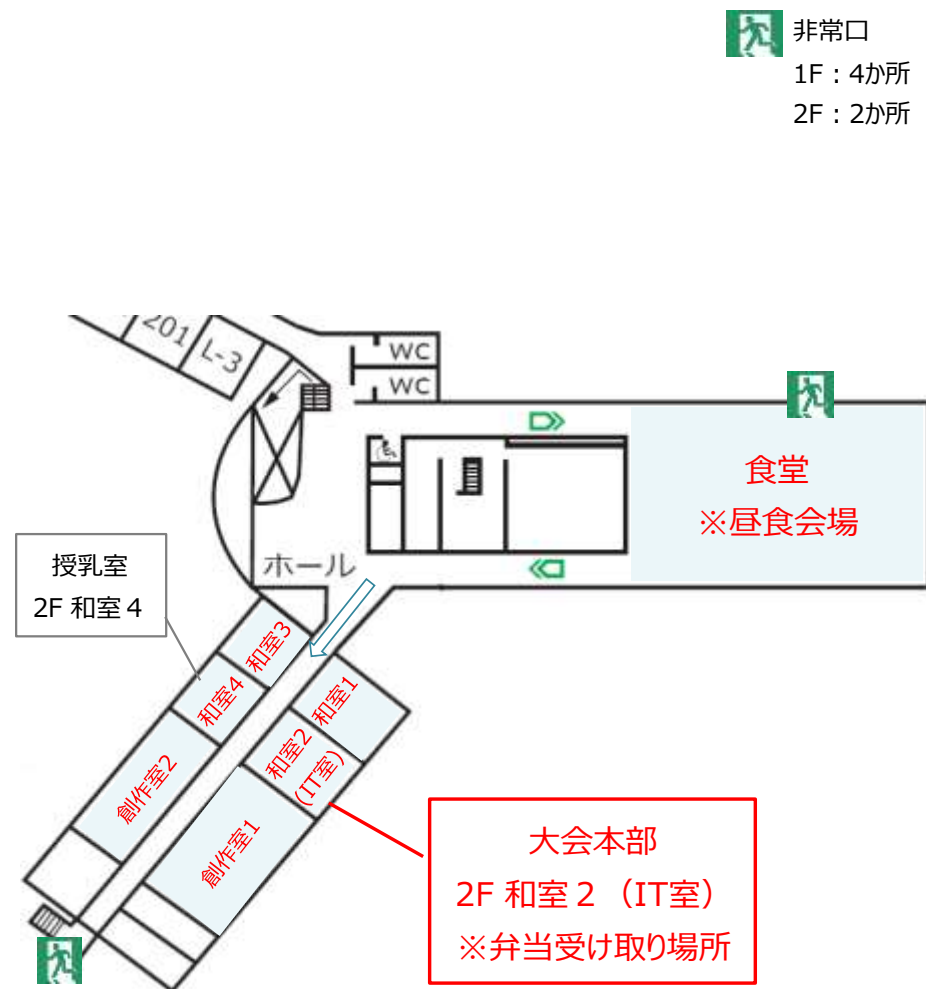 非常口
1F：4か所
2F：2か所
201
L-3
WC
WC
食堂
※昼食会場
ホール
授乳室
2F 和室４
和室3
和室4
創作室2
和室1
和室2
(IT室)
創作室1
大会本部
2F 和室２（IT室）
※弁当受け取り場所